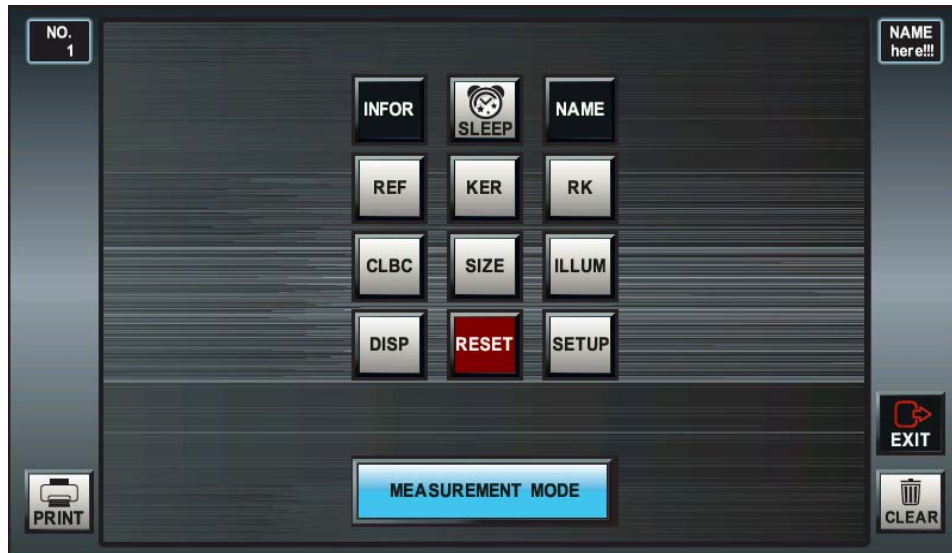 NO.
1
NAME
here!!!
INFOR
SLEEP
NAME
REF
KER
RK
CLBC
SIZE
ILLUM
DISP
RESET
SETUP
EXIT
MEASUREMENT MODE
PRINT
CLEAR